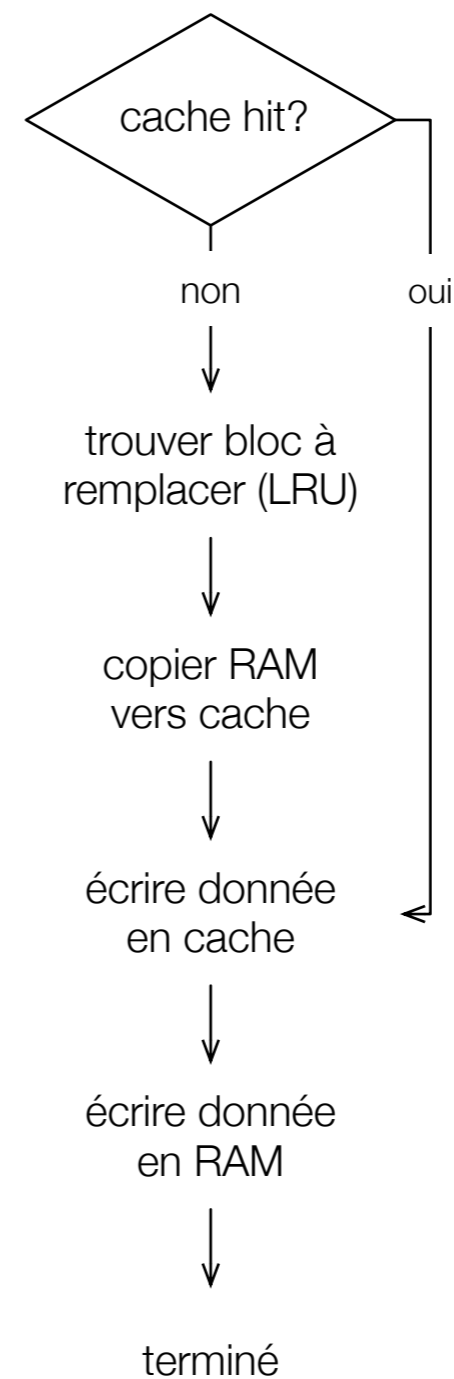 cache hit?
non
oui
trouver bloc à
remplacer (LRU)
copier RAM
vers cache
écrire donnée
en cache
écrire donnée
en RAM
terminé